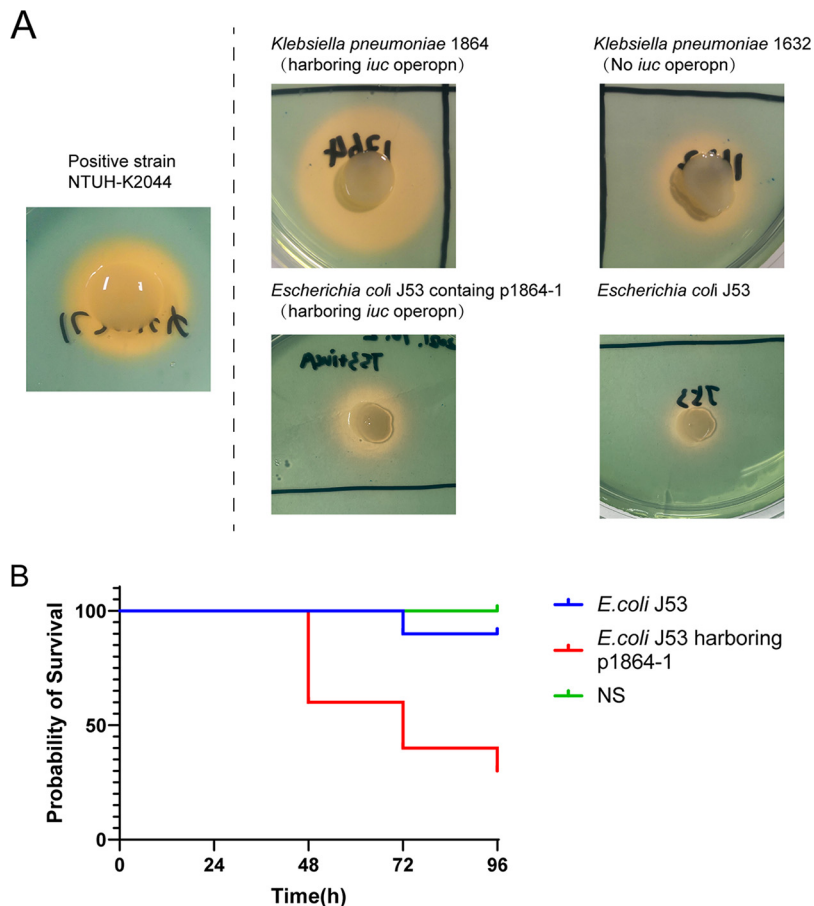 A
Positive strain
NTUH-K2044
Klebsiella pneumoniae 1864
（harboring iuc operopn）
Klebsiella pneumoniae 1632
（No iuc operopn）
Escherichia coli J53 containg p1864-1
（harboring iuc operopn）
Escherichia coli J53
J53
B
Probability of Survival
100
50
0
0 24 48 72 96
Time(h)
E.coli J53
E.coli J53 harboring
p1864-1
NS